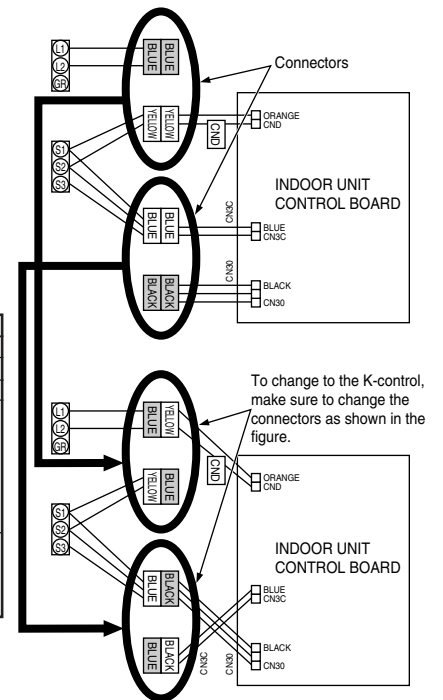 L1
L2
GR
BLUE BLUE
Connectors
YELLOW YELLOW
CND
ORANGE
CND
S1
S2
S3
INDOOR UNIT
CONTROL BOARD
BLUE BLUE
CN3C
BLUE
CN3C
CN30
BLACK BLACK
BLACK
CN30
To change to the K-control,
make sure to change the
connectors as shown in the
figure.
L1
L2
GR
BLUE YELLOW
YELLOW BLUE
CND
ORANGE
CND
S1
S2
S3
INDOOR UNIT
CONTROL BOARD
BLUE BLACK
BLUE
CN3C
BLUE BLACK
CN3C
CN30
BLACK
CN30